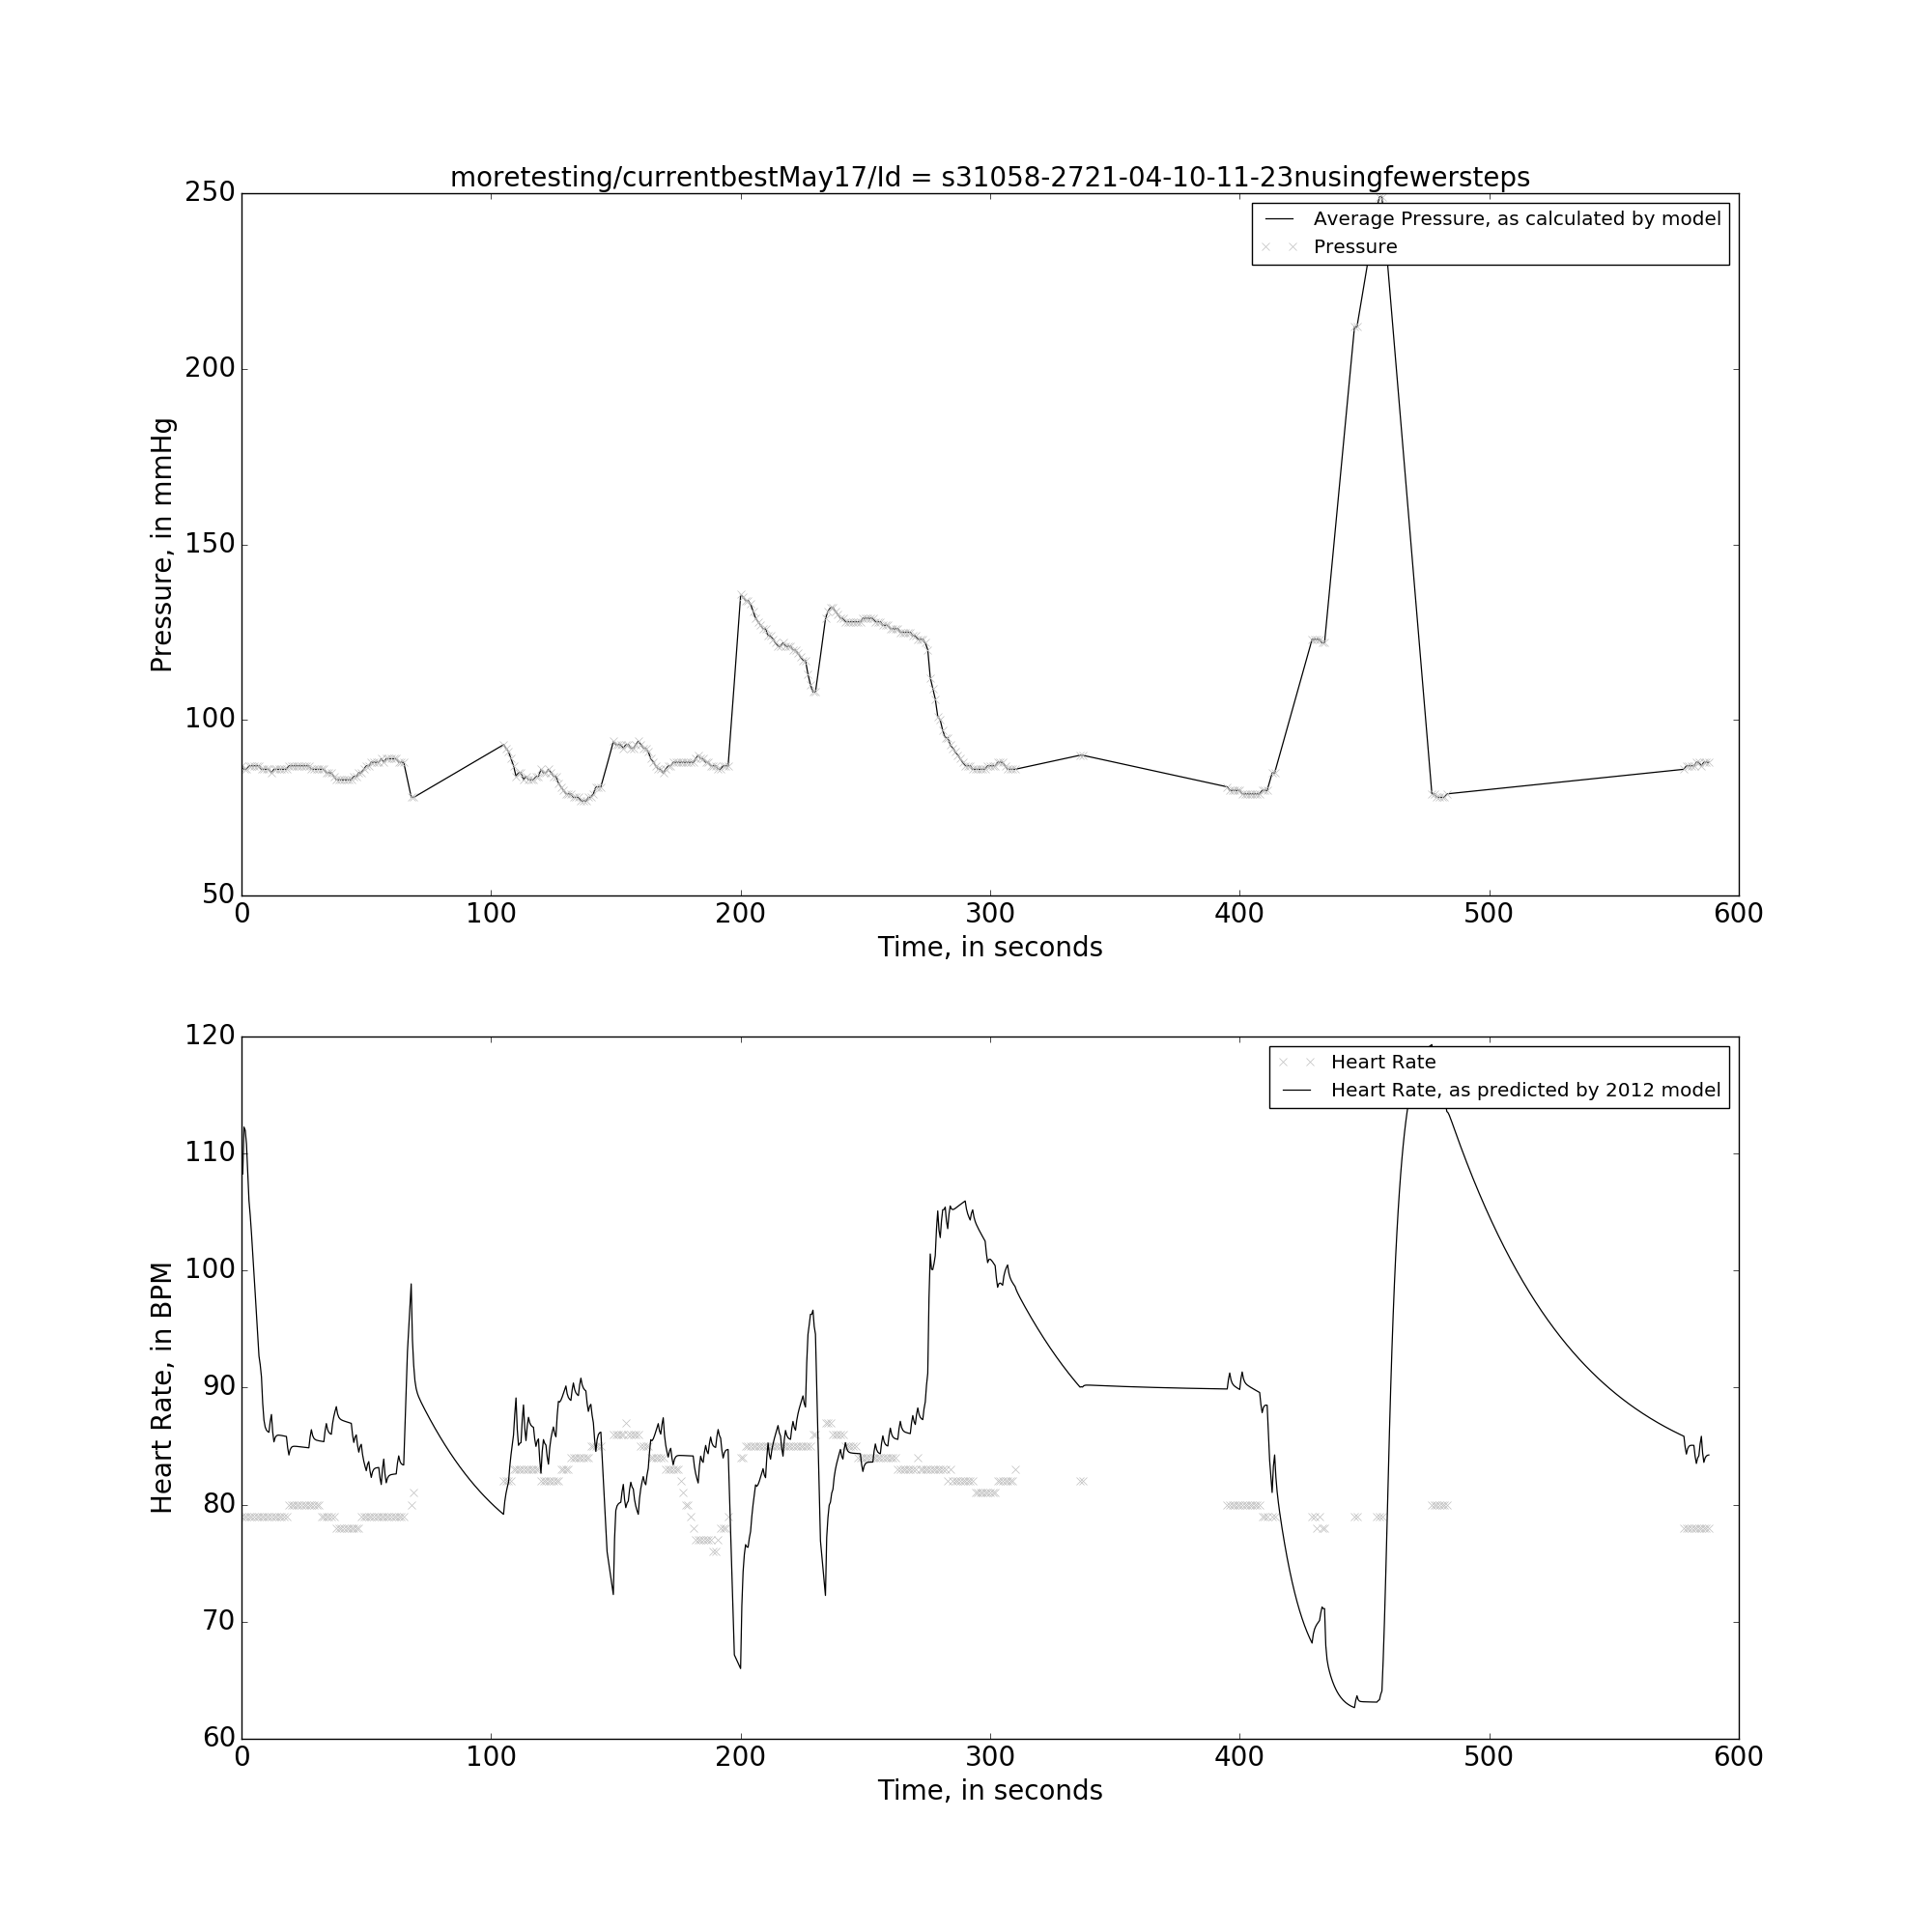 moretesting/currentbestMay17/Id = s31058-2721-04-10-11-23nusingfewersteps
250
200
150
100
50
Pressure, in mmHg
Average Pressure, as calculated by model
Pressure
0 100 200 300 400 500 600
Time, in seconds
120
110
100
90
80
70
60
Heart Rate, in BPM
Heart Rate
Heart Rate, as predicted by 2012 model
0 100 200 300 400 500 600
Time, in seconds